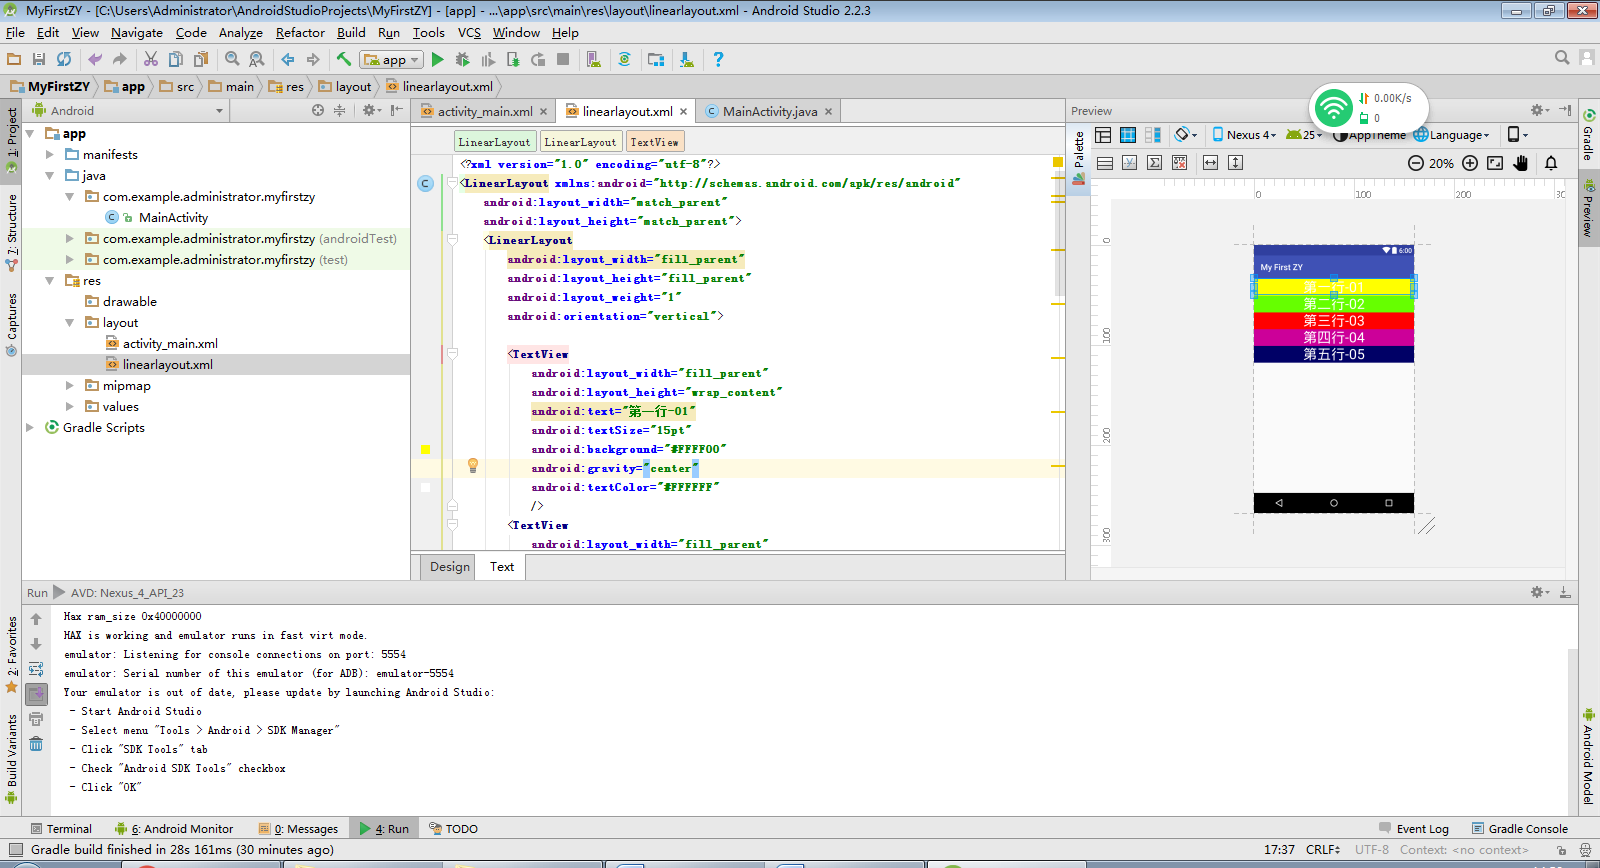 MyFirstZY - [C:\Users\Administrator\AndroidStudioProjects\MyFirstZY] - [app] - ...\app\src\main\res\layout\linearlayout.xml - Android Studio 2.2.3
File Edit View Navigate Code Analyze Refactor Build Run Tools VCS Window Help
app
MyFirstZY app src main res layout linearlayout.xml
Android
activity_main.xml linearlayout.xml MainActivity.java
Preview
0.00K/s
0
1: Project
7: Structure
Captures
2: Favorites
Build Variants
app
manifests
java
com.example.administrator.myfirstzy
MainActivity
com.example.administrator.myfirstzy (androidTest)
com.example.administrator.myfirstzy (test)
res
drawable
layout
activity_main.xml
linearlayout.xml
mipmap
values
Gradle Scripts
LinearLayout LinearLayout TextView
<?xml version="1.0" encoding="utf-8"?>
<LinearLayout xmlns:android="http://schemas.android.com/apk/res/android"
android:layout_width="match_parent"
android:layout_height="match_parent">
<LinearLayout
android:layout_width="fill_parent"
android:layout_height="fill_parent"
android:layout_weight="1"
android:orientation="vertical">
<TextView
android:layout_width="fill_parent"
android:layout_height="wrap_content"
android:text="第一行-01"
android:textSize="15pt"
android:background="#FFFF00"
android:gravity="center"
android:textColor="#FFFFFF"
/>
<TextView
android:layout_width="fill_parent"
Design Text
Palette
Nexus 4 25 AppTheme Language
20%
0 100 200 300
0
100
200
300
6:00
My First ZY
第一行-01
第二行-02
第三行-03
第四行-04
第五行-05
Gradle
Preview
Android Model
Run AVD: Nexus_4_API_23
Hax ram_size 0x40000000
HAX is working and emulator runs in fast virt mode.
emulator: Listening for console connections on port: 5554
emulator: Serial number of this emulator (for ADB): emulator-5554
Your emulator is out of date, please update by launching Android Studio:
- Start Android Studio
- Select menu "Tools > Android > SDK Manager"
- Click "SDK Tools" tab
- Check "Android SDK Tools" checkbox
- Click "OK"
Terminal 6: Android Monitor 0: Messages 4: Run TODO Event Log Gradle Console
Gradle build finished in 28s 161ms (30 minutes ago) 17:37 CRLF UTF-8 Context: <no context>